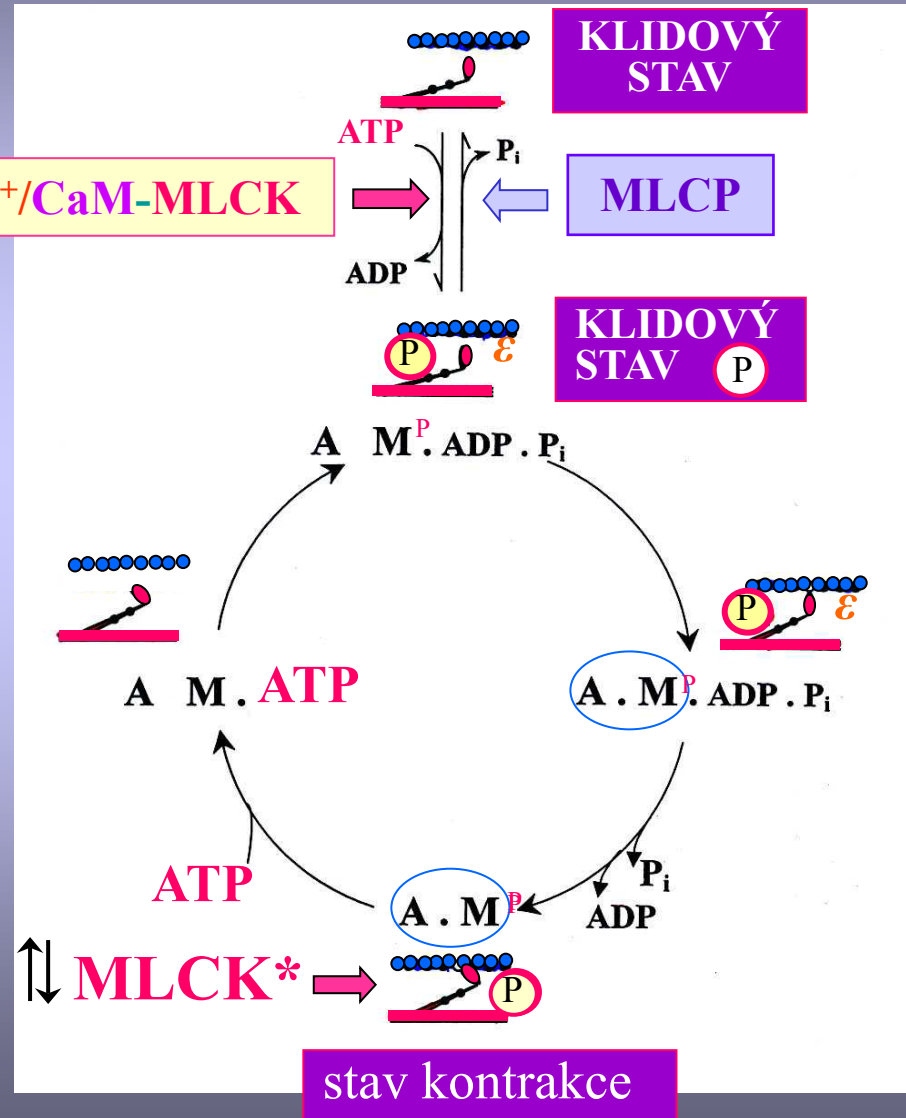 KLIDOVÝ
STAV
ATP
Pi
⁺/CaM-MLCK
MLCP
ADP
KLIDOVÝ
STAV P
P ε
A M^P. ADP . Pi
P ε
A M. ATP
A . M^P. ADP . Pi
Pi
ATP
ADP
A . M^P
↑↓ MLCK*
P
stav kontrakce